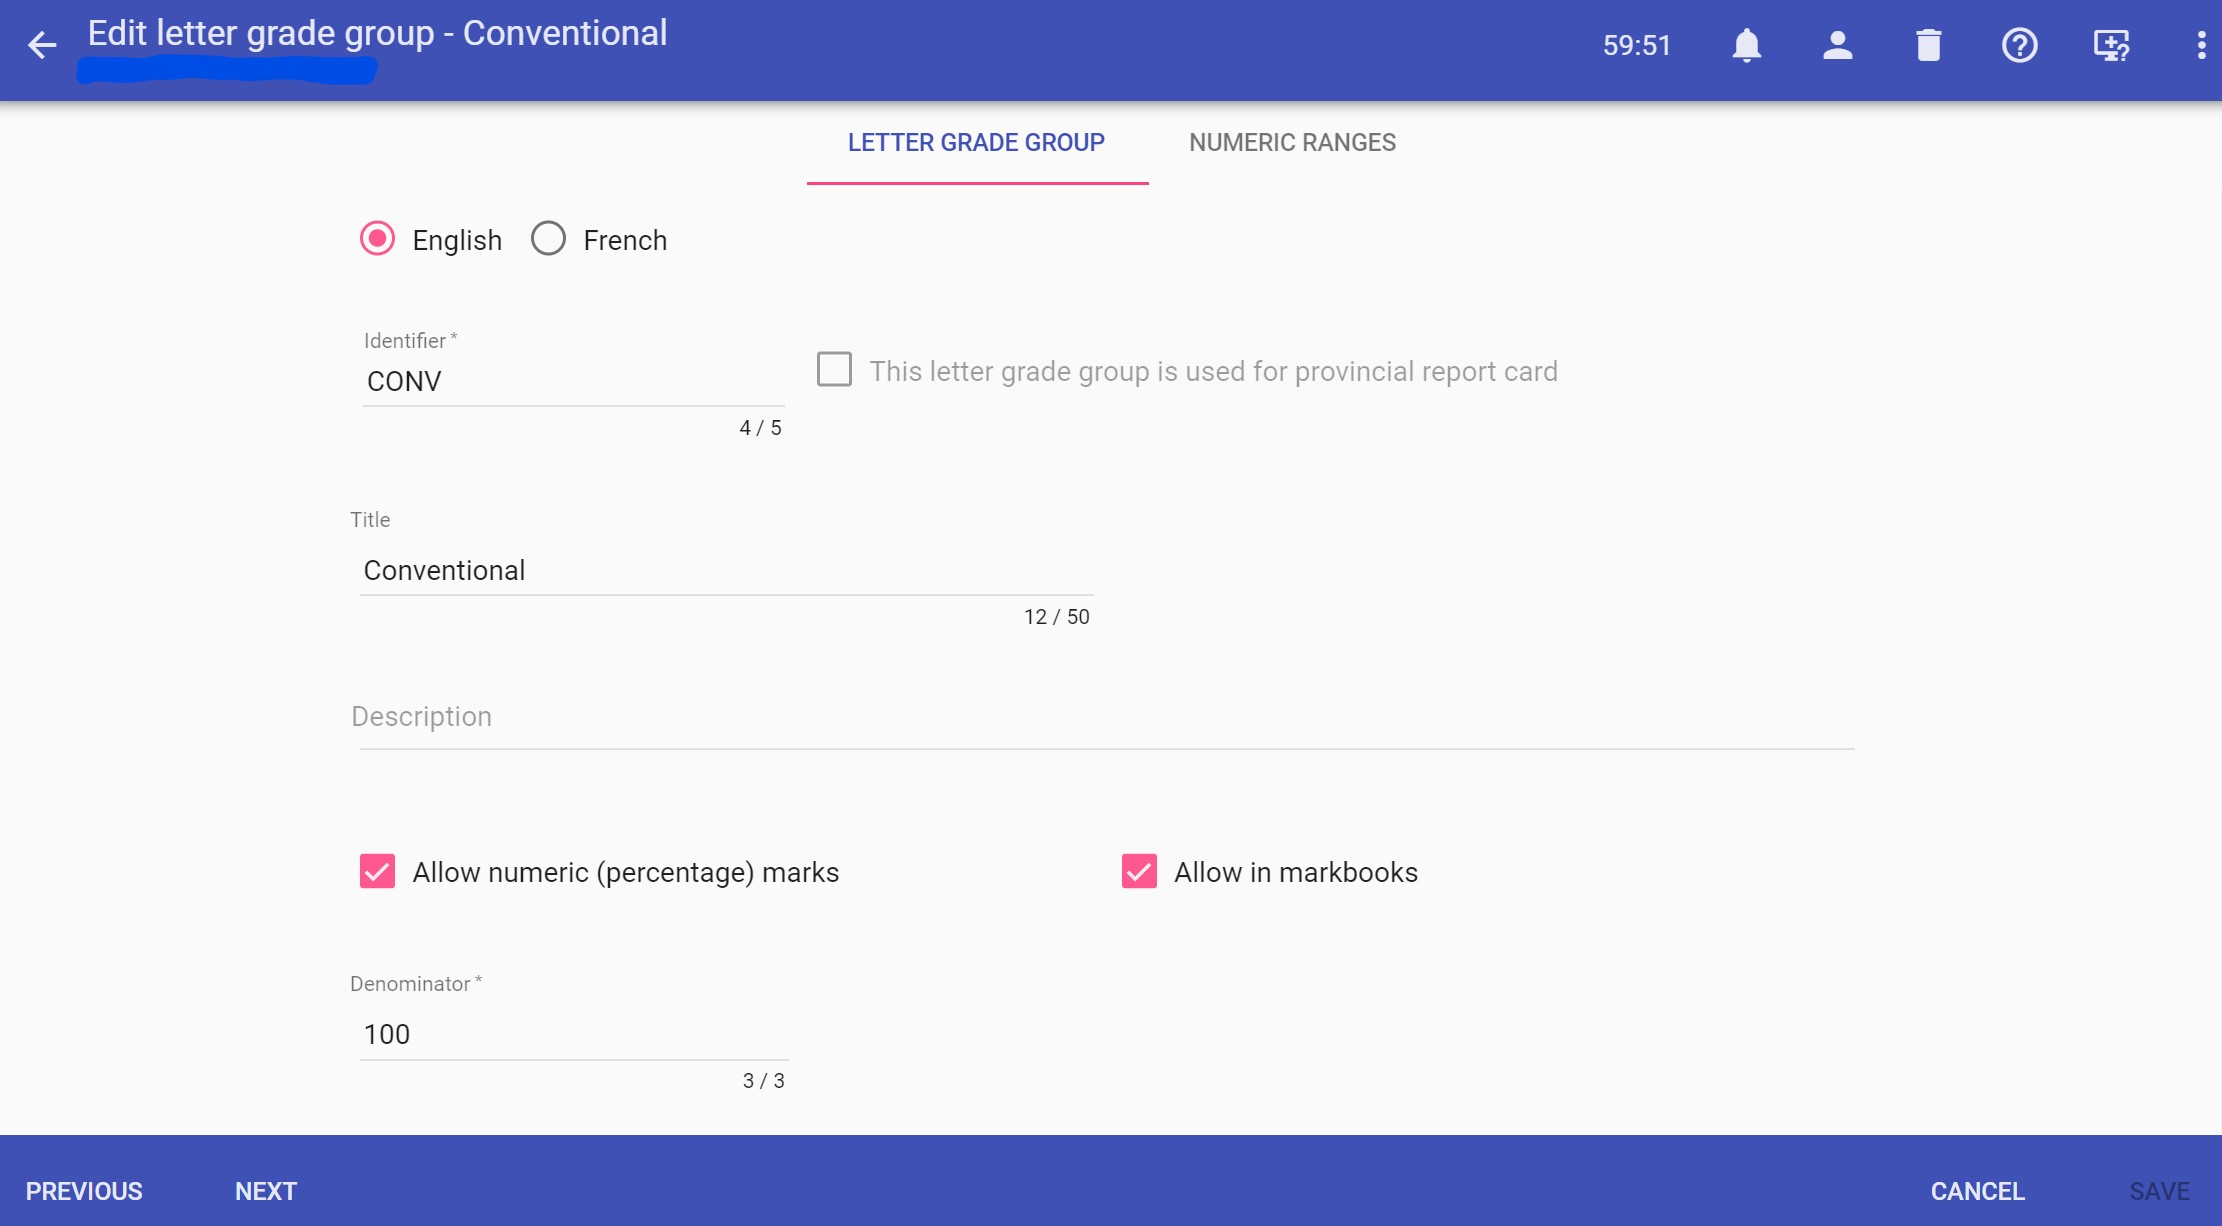 Edit letter grade group - Conventional
59:51
LETTER GRADE GROUP
NUMERIC RANGES
English
French
Identifier *
CONV
4 / 5
This letter grade group is used for provincial report card
Title
Conventional
12 / 50
Description
Allow numeric (percentage) marks
Allow in markbooks
Denominator *
100
3 / 3
PREVIOUS
NEXT
CANCEL
SAVE